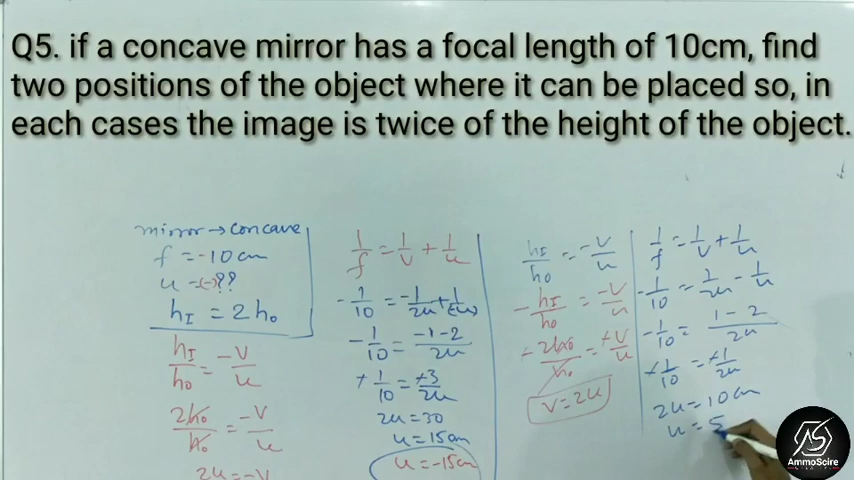 Q5. if a concave mirror has a focal length of 10cm, find
two positions of the object where it can be placed so, in
each cases the image is twice of the height of the object.
mirror → concave
f = -10cm
u = (-)??
hI = 2ho
hI/ho = -v/u
2ho/ho = -v/u
2u = -v
1/f = 1/v + 1/u
-1/10 = -1/2u + 1/(-u)
-1/10 = -1-2/2u
+1/10 = +3/2u
2u = 30
u = 15cm
u = -15cm
hI/ho = -v/u
-hI/ho = -v/u
-2ho/ho = +v/u
v = 2u
1/f = 1/v + 1/u
-1/10 = 1/2u - 1/u
-1/10 = 1-2/2u
+1/10 = +1/2u
2u = 10cm
u = 5
AmmoScire